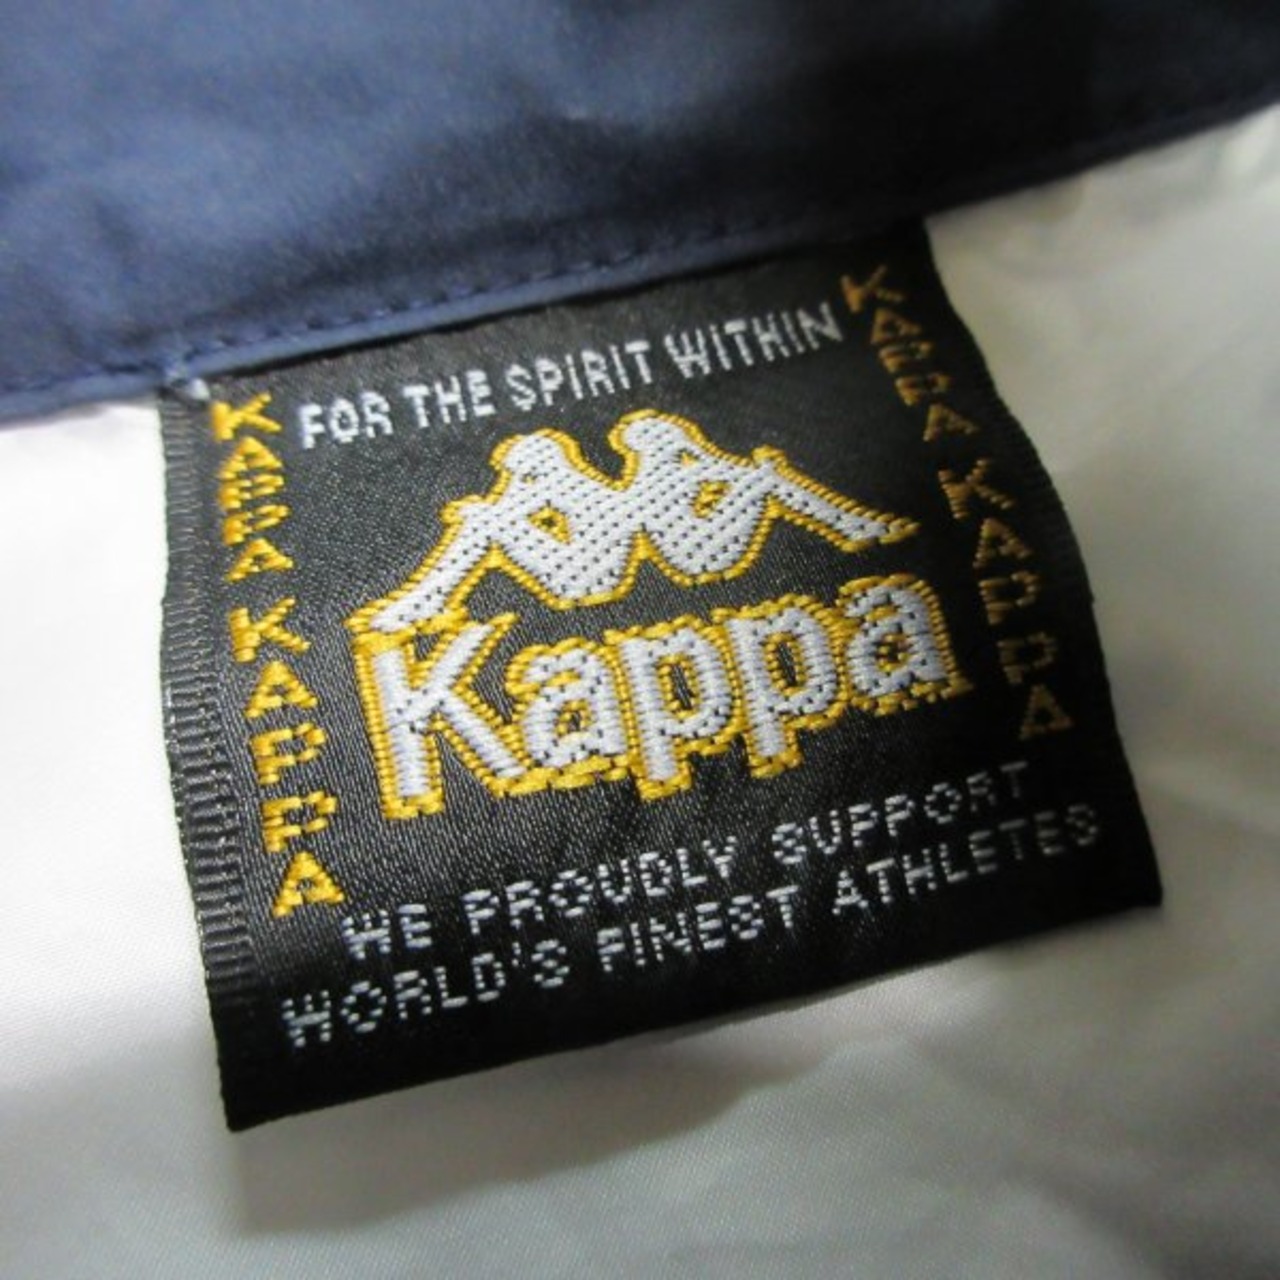 FOR THE SPIRIT WITHIN
KAPPA KAPPA
Kappa
KAPPA KAPPA
WE PROUDLY SUPPORT
WORLD'S FINEST ATHLETES